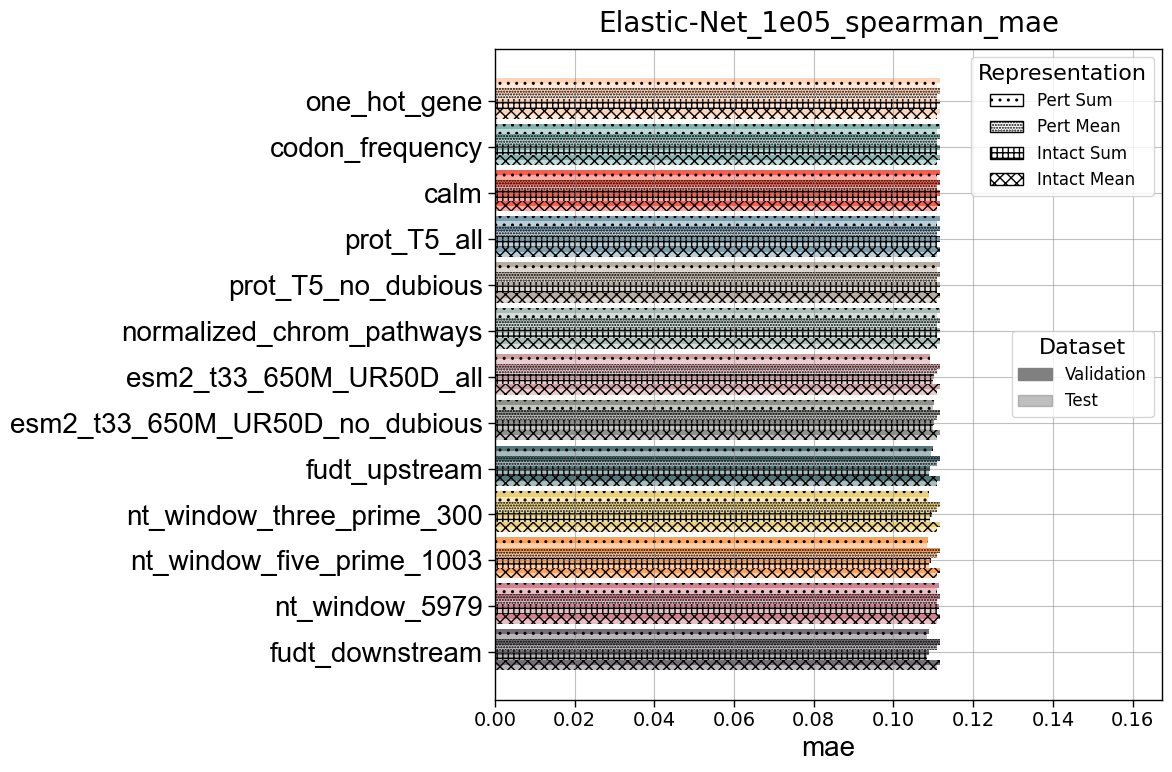 Elastic-Net_1e05_spearman_mae
one_hot_gene
codon_frequency
calm
prot_T5_all
prot_T5_no_dubious
normalized_chrom_pathways
esm2_t33_650M_UR50D_all
esm2_t33_650M_UR50D_no_dubious
fudt_upstream
nt_window_three_prime_300
nt_window_five_prime_1003
nt_window_5979
fudt_downstream
Representation
Pert Sum
Pert Mean
Intact Sum
Intact Mean
Dataset
Validation
Test
0.00 0.02 0.04 0.06 0.08 0.10 0.12 0.14 0.16
mae